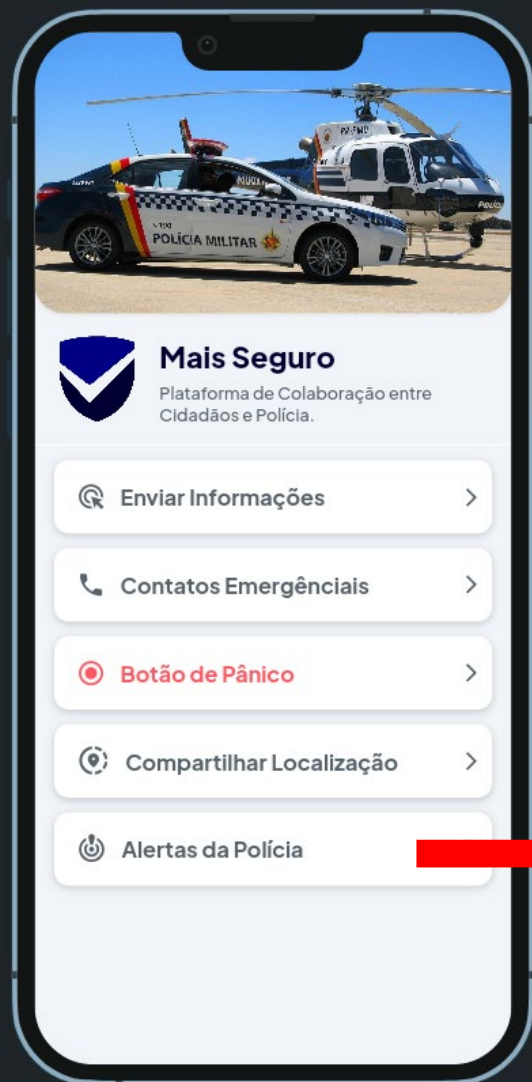 POLÍCIA MILITAR
Mais Seguro
Plataforma de Colaboração entre
Cidadãos e Polícia.
Enviar Informações
Contatos Emergênciais
Botão de Pânico
Compartilhar Localização
Alertas da Polícia